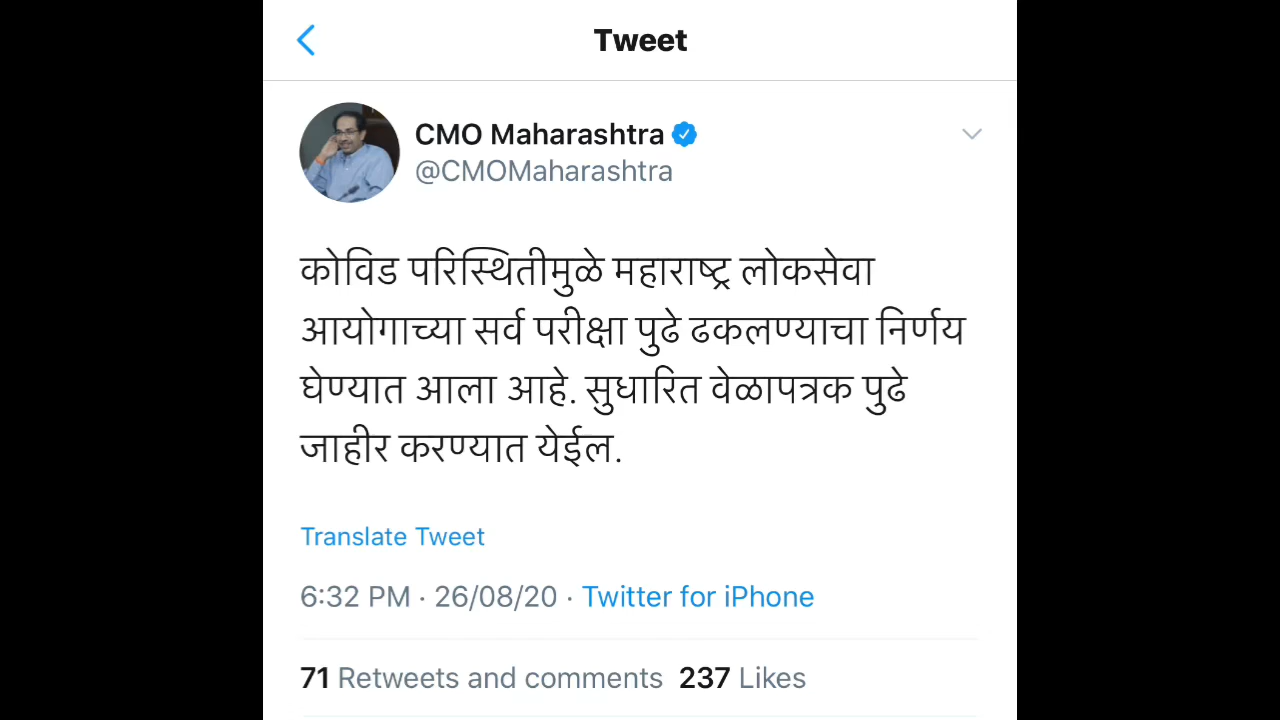 Tweet
CMO Maharashtra
@CMOMaharashtra
कोविड परिस्थितीमुळे महाराष्ट्र लोकसेवा
आयोगाच्या सर्व परीक्षा पुढे ढकलण्याचा निर्णय
घेण्यात आला आहे. सुधारित वेळापत्रक पुढे
जाहीर करण्यात येईल.
Translate Tweet
6:32 PM · 26/08/20 · Twitter for iPhone
71 Retweets and comments 237 Likes